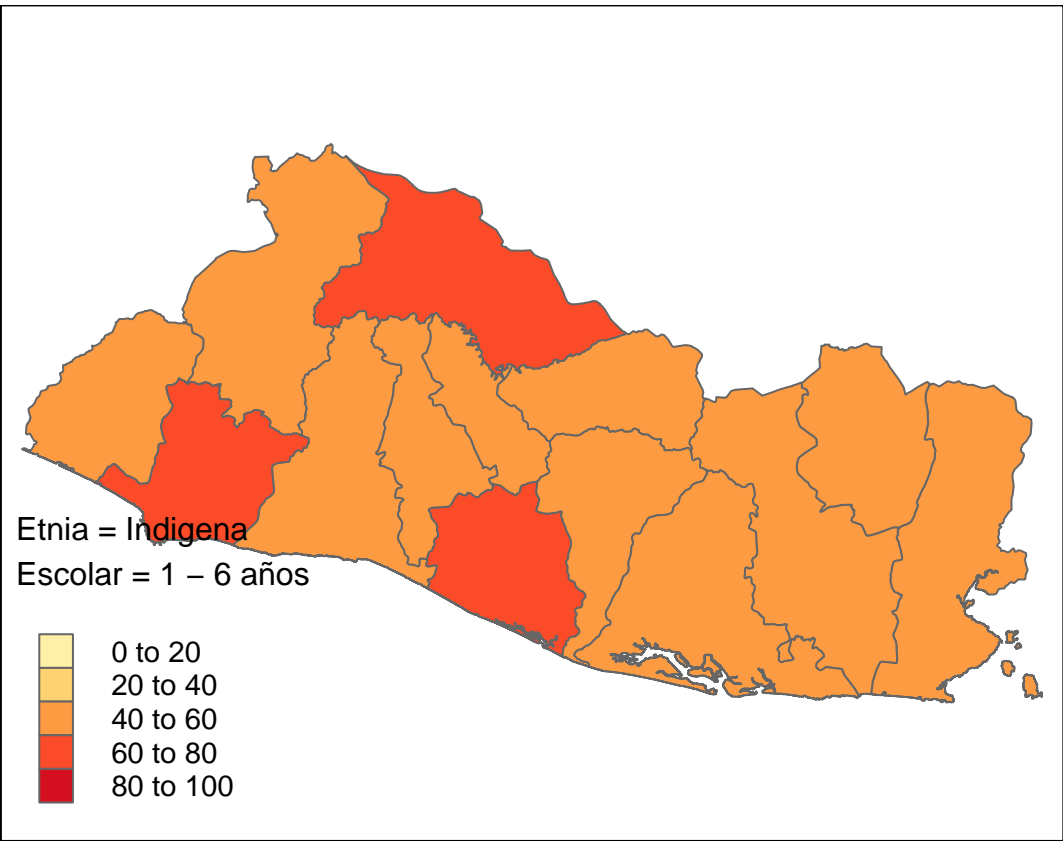 Etnia = Indigena
Escolar = 1 – 6 años
0 to 20
20 to 40
40 to 60
60 to 80
80 to 100